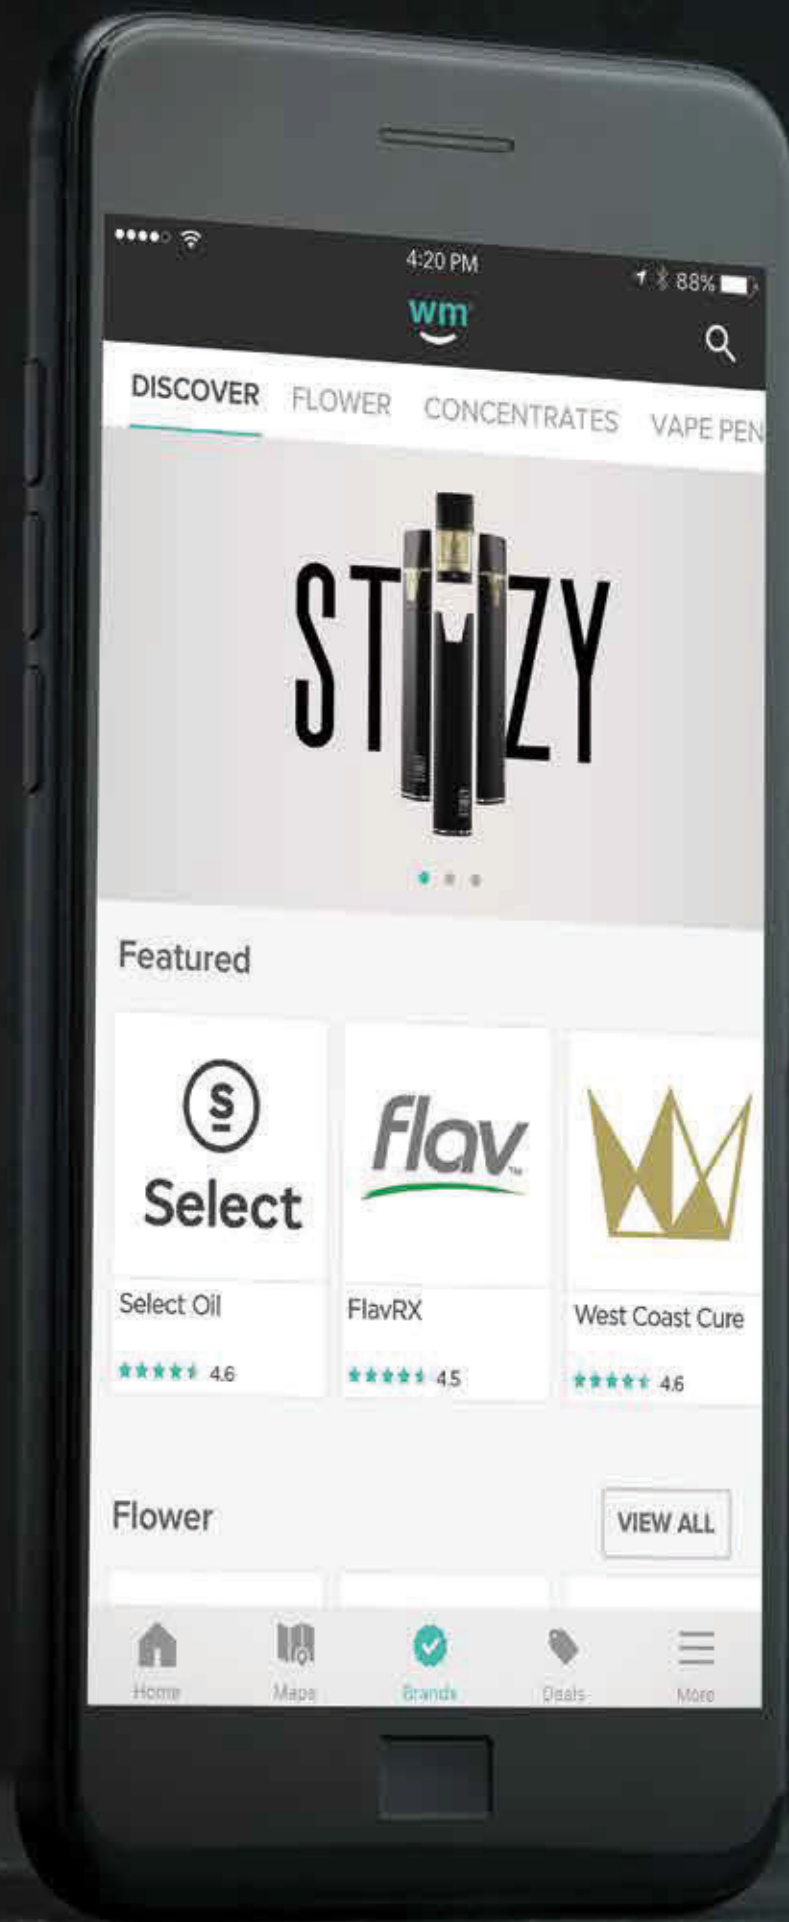 4:20 PM
88%
wm
DISCOVER FLOWER CONCENTRATES VAPE PEN
STIIIZY
Featured
S
Select
flav™
Select Oil
FlavRX
West Coast Cure
4.6
4.5
4.6
Flower
VIEW ALL
Home Maps Brands Deals More